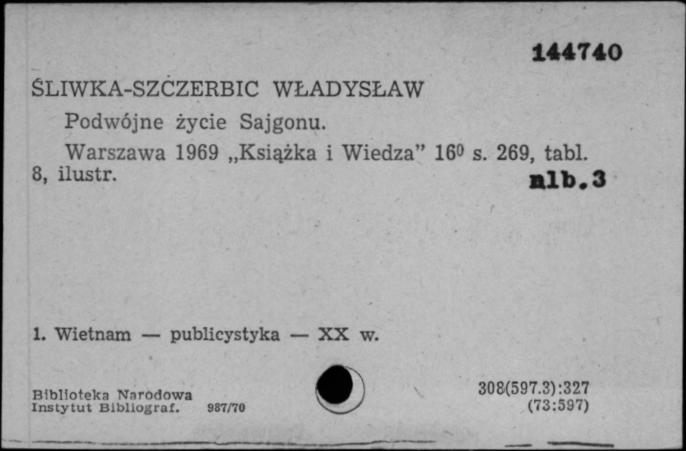 144740
ŚLIWKA-SZCZERBIC WŁADYSŁAW
Podwójne życie Sajgonu.
Warszawa 1969 „Książka i Wiedza” 16⁰ s. 269, tabl.
8, ilustr.
nlb.3
1. Wietnam — publicystyka — XX w.
308(597.3):327
(73:597)
Biblioteka Narodowa
Instytut Bibliograf. 987/70